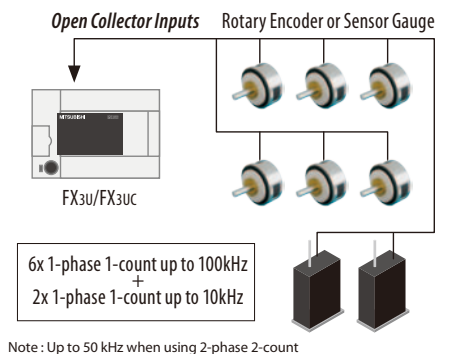 Open Collector Inputs
Rotary Encoder or Sensor Gauge
MITSUBISHI
FX3U/FX3UC
6x 1-phase 1-count up to 100kHz
+
2x 1-phase 1-count up to 10kHz
Note : Up to 50 kHz when using 2-phase 2-count